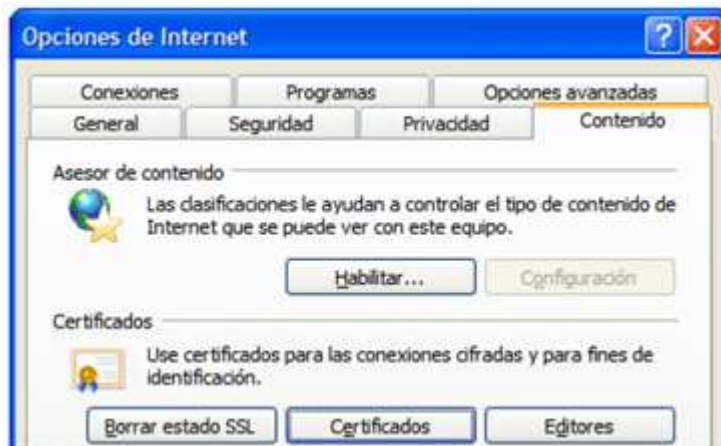 Opciones de Internet
Conexiones Programas Opciones avanzadas
General Seguridad Privacidad Contenido
Asesor de contenido
Las clasificaciones le ayudan a controlar el tipo de contenido de
Internet que se puede ver con este equipo.
Habilitar... Configuración
Certificados
Use certificados para las conexiones cifradas y para fines de
identificación.
Borrar estado SSL Certificados Editores